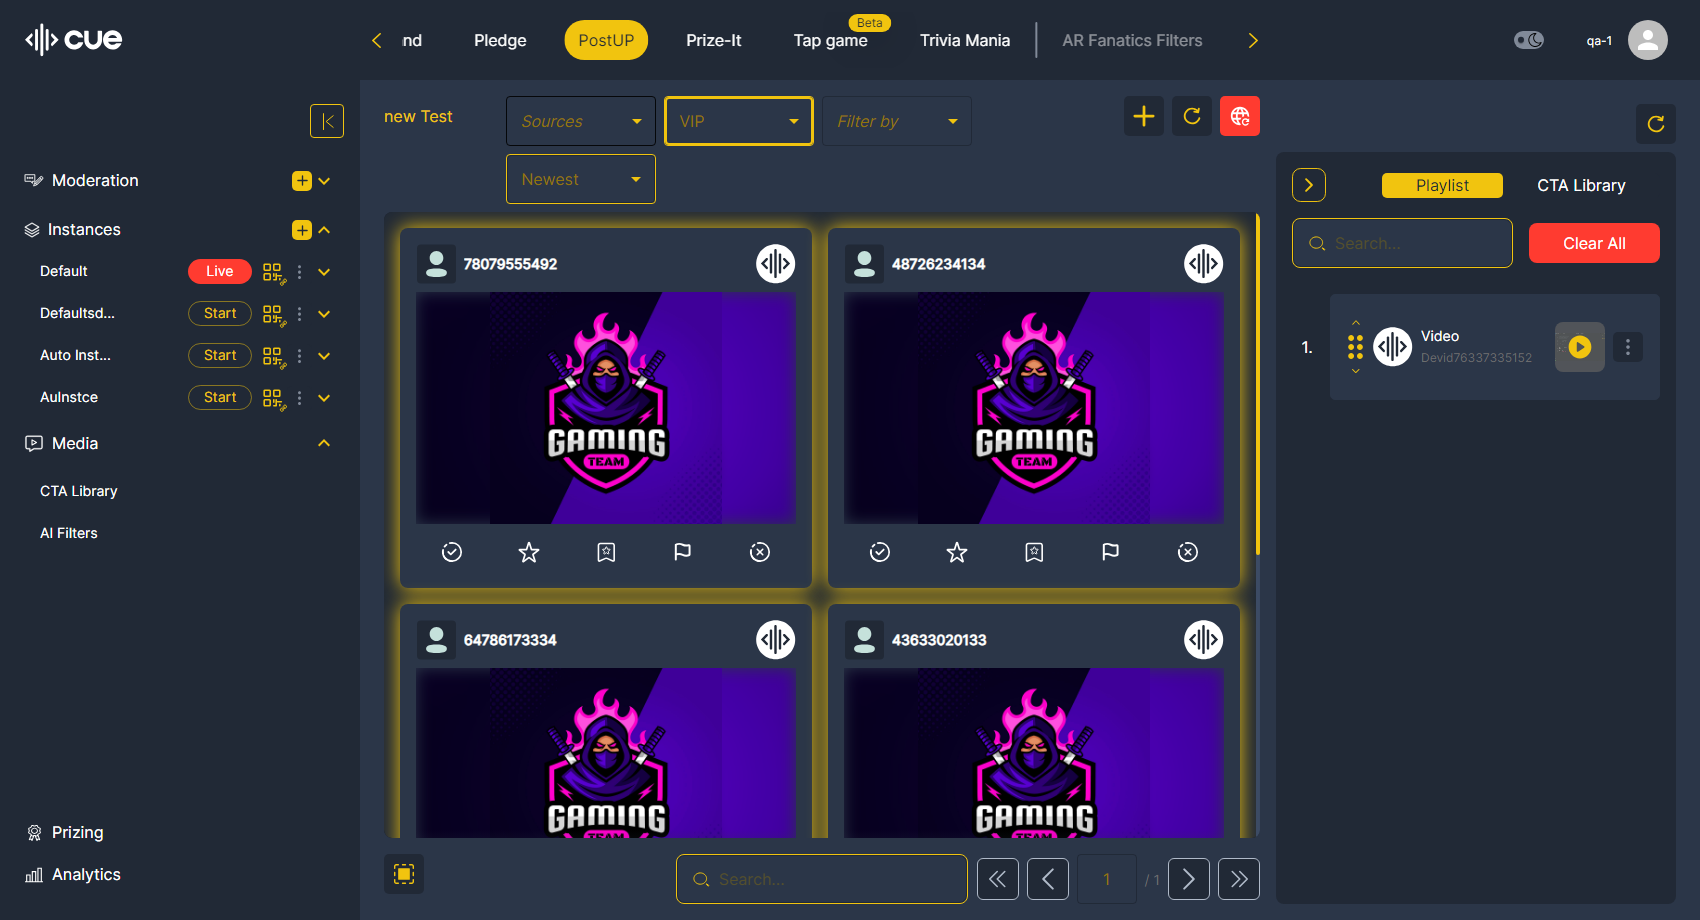 cue
nd
Pledge
PostUP
Prize-It
Beta
Tap game
Trivia Mania
AR Fanatics Filters
qa-1
Moderation
Instances
Default
Live
Defaultsd...
Start
Auto Inst...
Start
AuInstce
Start
Media
CTA Library
AI Filters
Prizing
Analytics
new Test
Sources
VIP
Filter by
Newest
78079555492
GAMING
TEAM
48726234134
GAMING
TEAM
64786173334
GAMING
TEAM
43633020133
GAMING
TEAM
Search...
1
/ 1
Playlist
CTA Library
Search...
Clear All
1.
Video
Devid76337335152